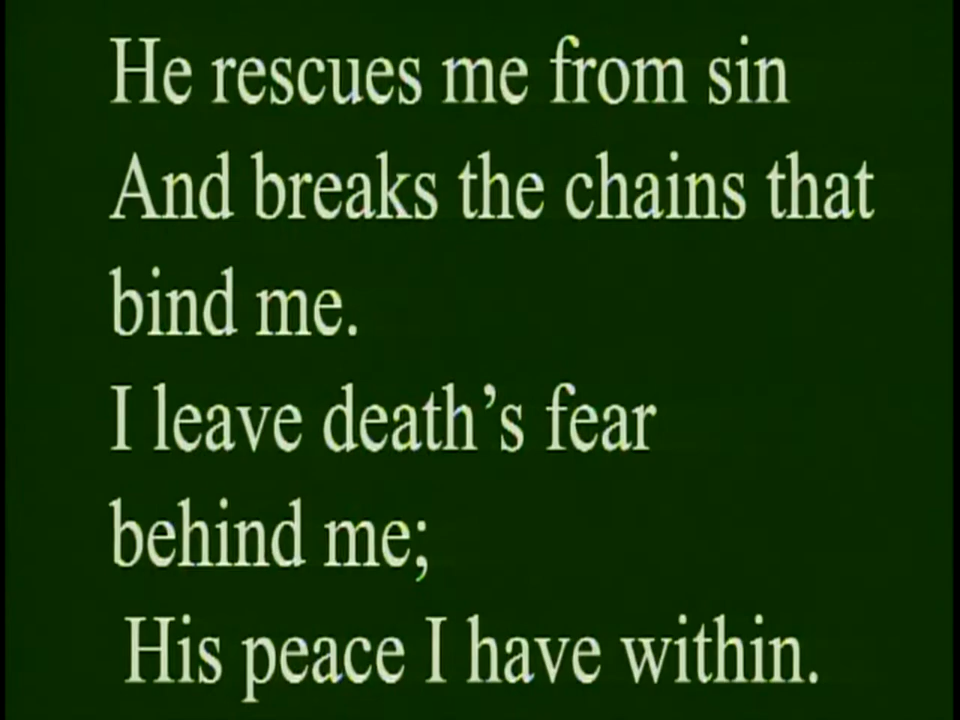 He rescues me from sin
And breaks the chains that
bind me.
I leave death’s fear
behind me;
His peace I have within.